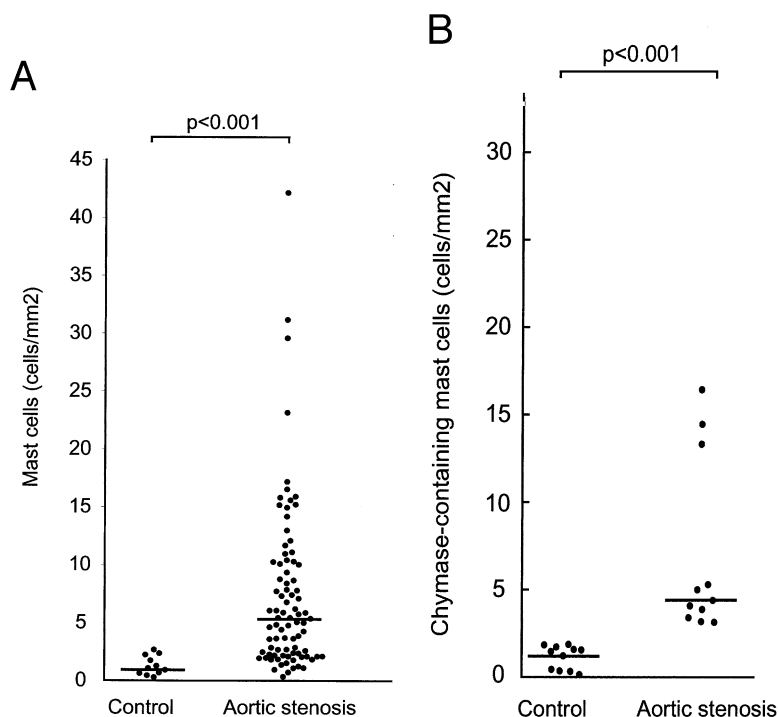 A
p<0.001
Mast cells (cells/mm2)
45
40
35
30
25
20
15
10
5
0
Control
Aortic stenosis
B
p<0.001
Chymase-containing mast cells (cells/mm2)
30
25
20
15
10
5
0
Control
Aortic stenosis